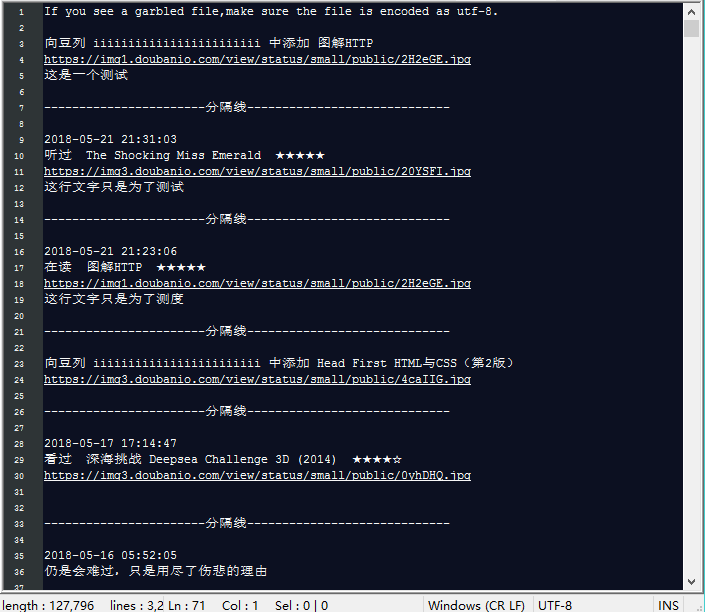 1 If you see a garbled file,make sure the file is encoded as utf-8.
2
3 向豆列 iiiiiiiiiiiiiiiiiiiiiiii 中添加 图解HTTP
4 https://img1.doubanio.com/view/status/small/public/2H2eGE.jpg
5 这是一个测试
6
7 -----------------------分隔线-----------------------------
8
9 2018-05-21 21:31:03
10 听过  The Shocking Miss Emerald  ★★★★★
11 https://img3.doubanio.com/view/status/small/public/20YSFI.jpg
12 这行文字只是为了测试
13
14 -----------------------分隔线-----------------------------
15
16 2018-05-21 21:23:06
17 在读  图解HTTP  ★★★★★
18 https://img1.doubanio.com/view/status/small/public/2H2eGE.jpg
19 这行文字只是为了测度
20
21 -----------------------分隔线-----------------------------
22
23 向豆列 iiiiiiiiiiiiiiiiiiiiiiii 中添加 Head First HTML与CSS（第2版）
24 https://img3.doubanio.com/view/status/small/public/4caIIG.jpg
25
26 -----------------------分隔线-----------------------------
27
28 2018-05-17 17:14:47
29 看过  深海挑战 Deepsea Challenge 3D (2014)  ★★★★☆
30 https://img3.doubanio.com/view/status/small/public/0yhDHQ.jpg
31
32
33 -----------------------分隔线-----------------------------
34
35 2018-05-16 05:52:05
36 仍是会难过，只是用尽了伤悲的理由
37
length : 127,796 lines : 3,2 Ln : 71 Col : 1 Sel : 0 | 0 Windows (CR LF) UTF-8 INS